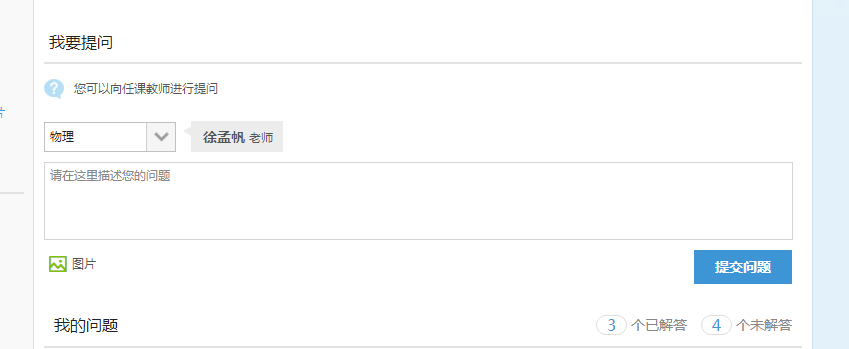 我要提问
您可以向任课教师进行提问
物理
徐孟帆 老师
请在这里描述您的问题
图片
提交问题
我的问题
3 个已解答 4 个未解答